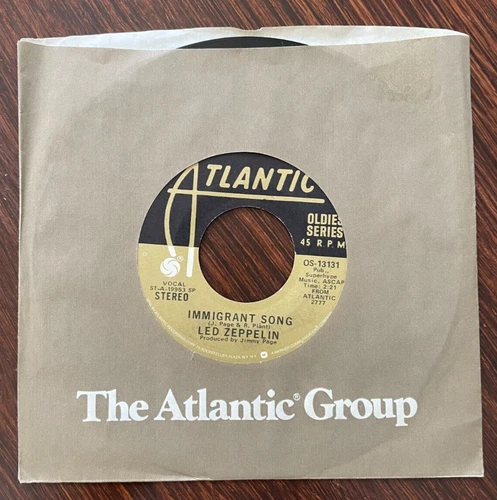 ATLANTIC
OLDIES
SERIES
45 R.P.M
OS-13131
Pub.,
Superhype
Music, ASCAP
Time: 2:21
FROM
ATLANTIC
2777
VOCAL
ST-A-19953 SP
STEREO
IMMIGRANT SONG
(J. Page & R. Plant)
LED ZEPPELIN
Produced by Jimmy Page
The Atlantic® Group